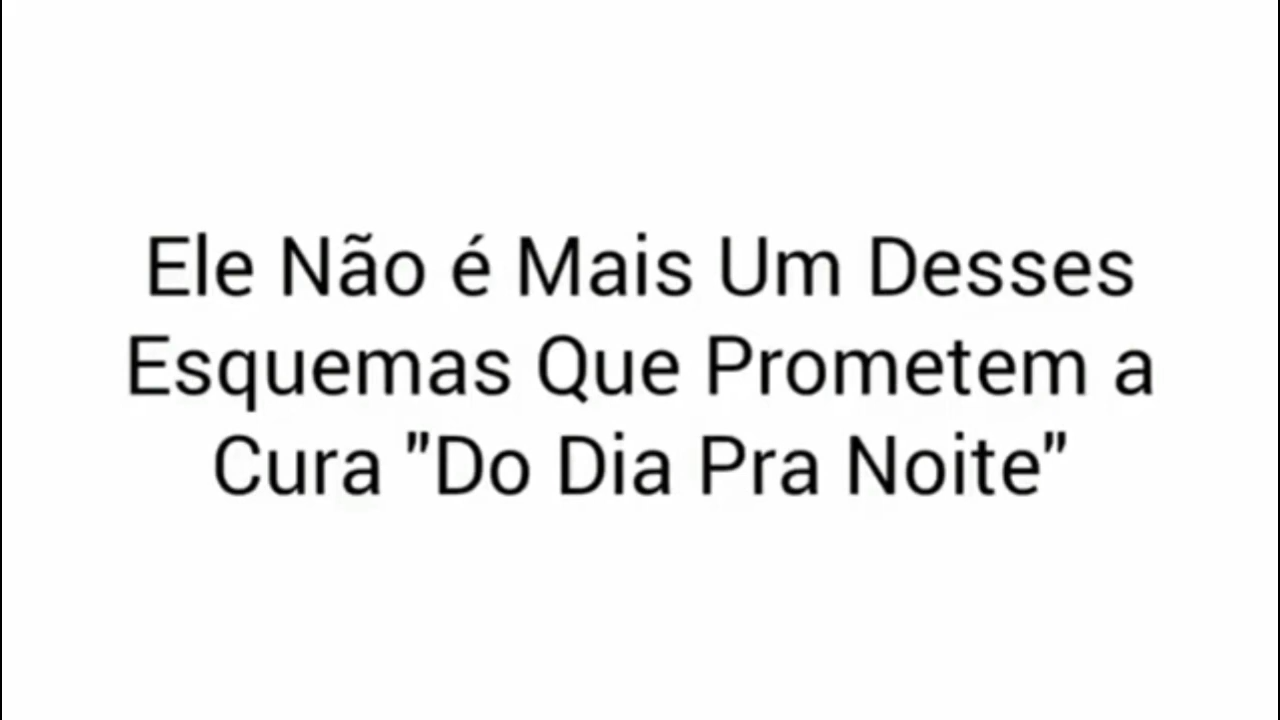 Ele Não é Mais Um Desses
Esquemas Que Prometem a
Cura "Do Dia Pra Noite"